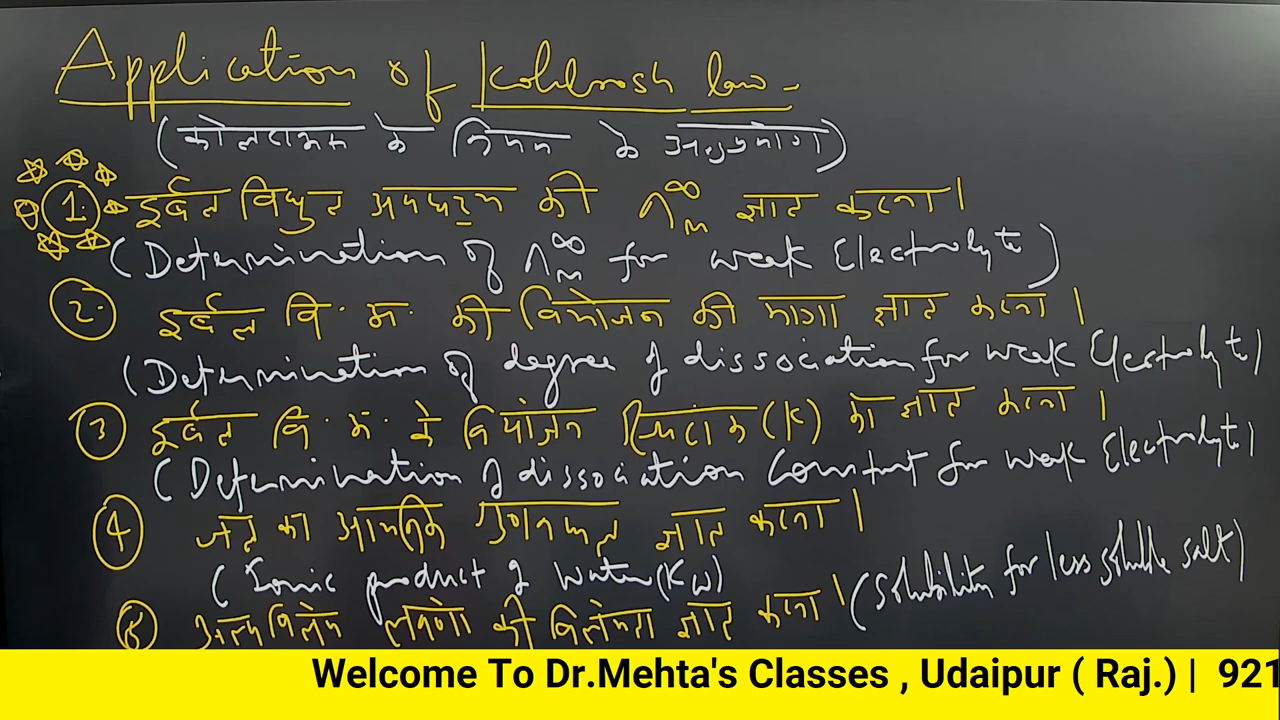 Application of Kohlrosh law -
(कोलराऊस के नियम के अनुप्रयोग)
1. दुर्बल विद्युत अपघट्य की Λ∞m ज्ञात करना।
(Determination of Λ∞m for weak Electrolyte)
2. दुर्बल वि. अ. की वियोजन की मात्रा ज्ञात करना।
(Determination of degree of dissociation for weak Electrolyte)
3 दुर्बल वि. अ. के वियोजन स्थिरांक (K) को ज्ञात करना।
(Determination of dissociation Constant for weak Electrolyte)
4 जल का आयनिक गुणनफल ज्ञात करना।
(Ionic product of Water (Kw)
5 अल्पविलेय लवणो की विलेयता ज्ञात करना। (Solubility for less soluble salt)
Welcome To Dr.Mehta's Classes , Udaipur ( Raj.) | 921